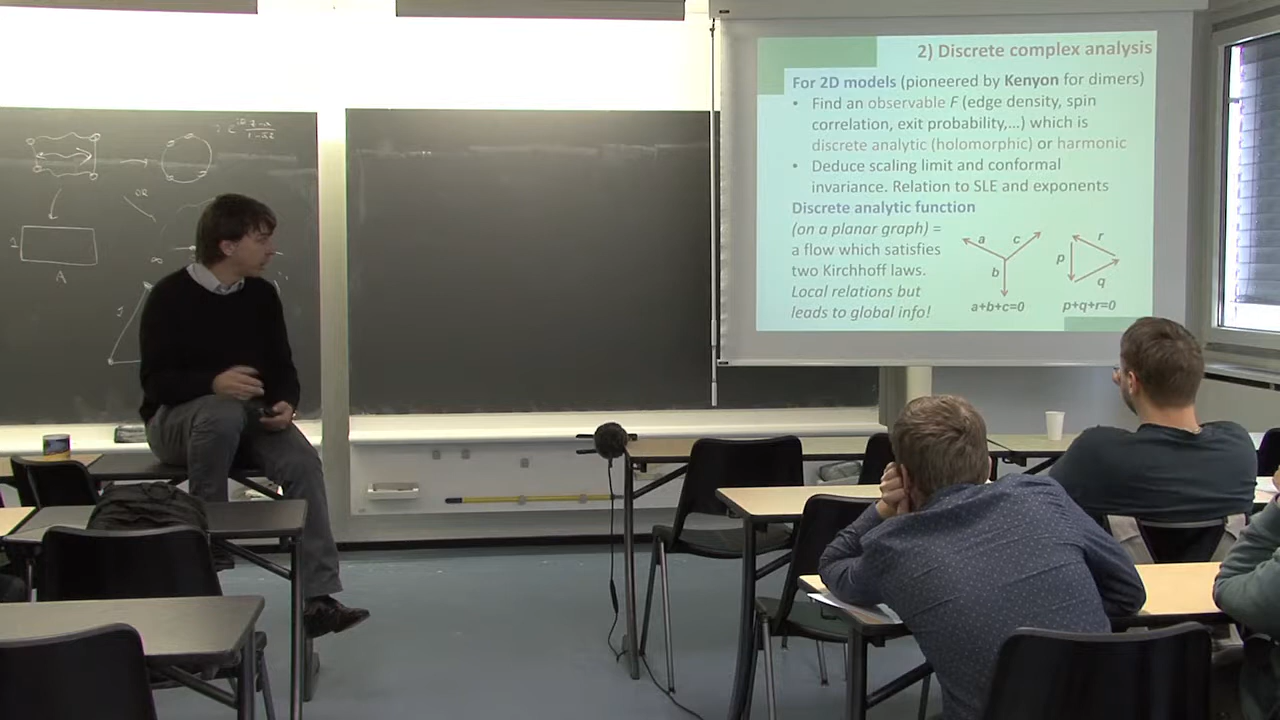 2) Discrete complex analysis
For 2D models (pioneered by Kenyon for dimers)
• Find an observable F (edge density, spin
correlation, exit probability,...) which is
discrete analytic (holomorphic) or harmonic
• Deduce scaling limit and conformal
invariance. Relation to SLE and exponents
Discrete analytic function
(on a planar graph) =
a flow which satisfies
two Kirchhoff laws.
Local relations but
leads to global info!
a
c
b
a+b+c=0
r
p
q
p+q+r=0
OR
1
A